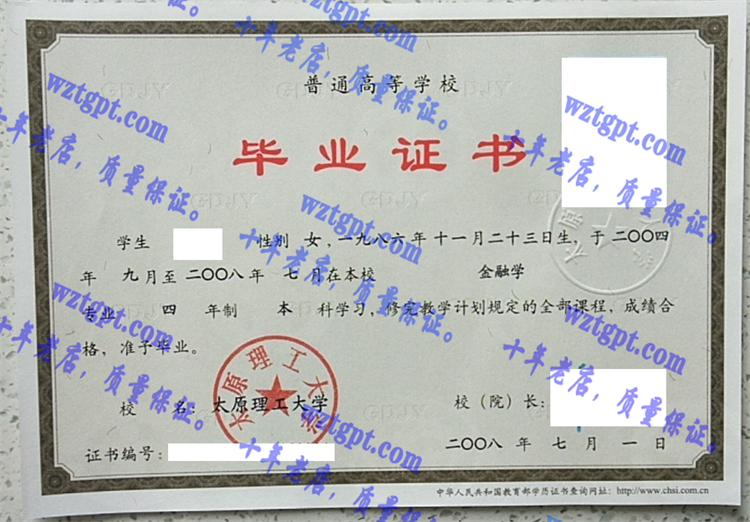 普通高等学校
毕业证书
学生 性别 女，一九八六年 十一月二十三日生，于 二〇〇四
年 九月至 二〇〇八年 七月在本校 金融学
专业 四 年制 本 科学习，修完教学计划规定的全部课程，成绩合
格，准予毕业。
太原理工大学
校 名：太原理工大学
校（院）长：
证书编号：
二〇〇八 年 七 月 一 日
中华人民共和国教育部学历证书查询网址：http://www.chsi.com.cn
wztgpt.com
十年老店，质量保证。